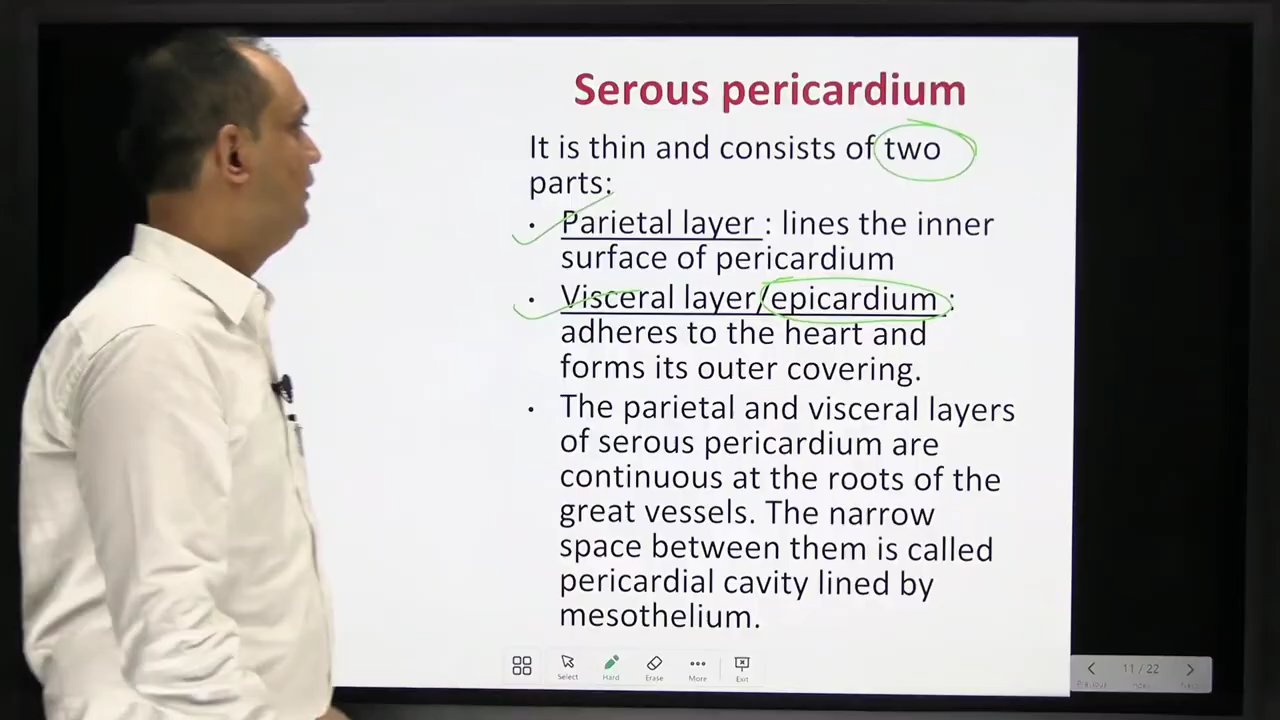 Serous pericardium
It is thin and consists of two
parts:
• Parietal layer : lines the inner
surface of pericardium
• Visceral layer/epicardium :
adheres to the heart and
forms its outer covering.
• The parietal and visceral layers
of serous pericardium are
continuous at the roots of the
great vessels. The narrow
space between them is called
pericardial cavity lined by
mesothelium.
Select Hard Erase More Exit
11 / 22
Previous